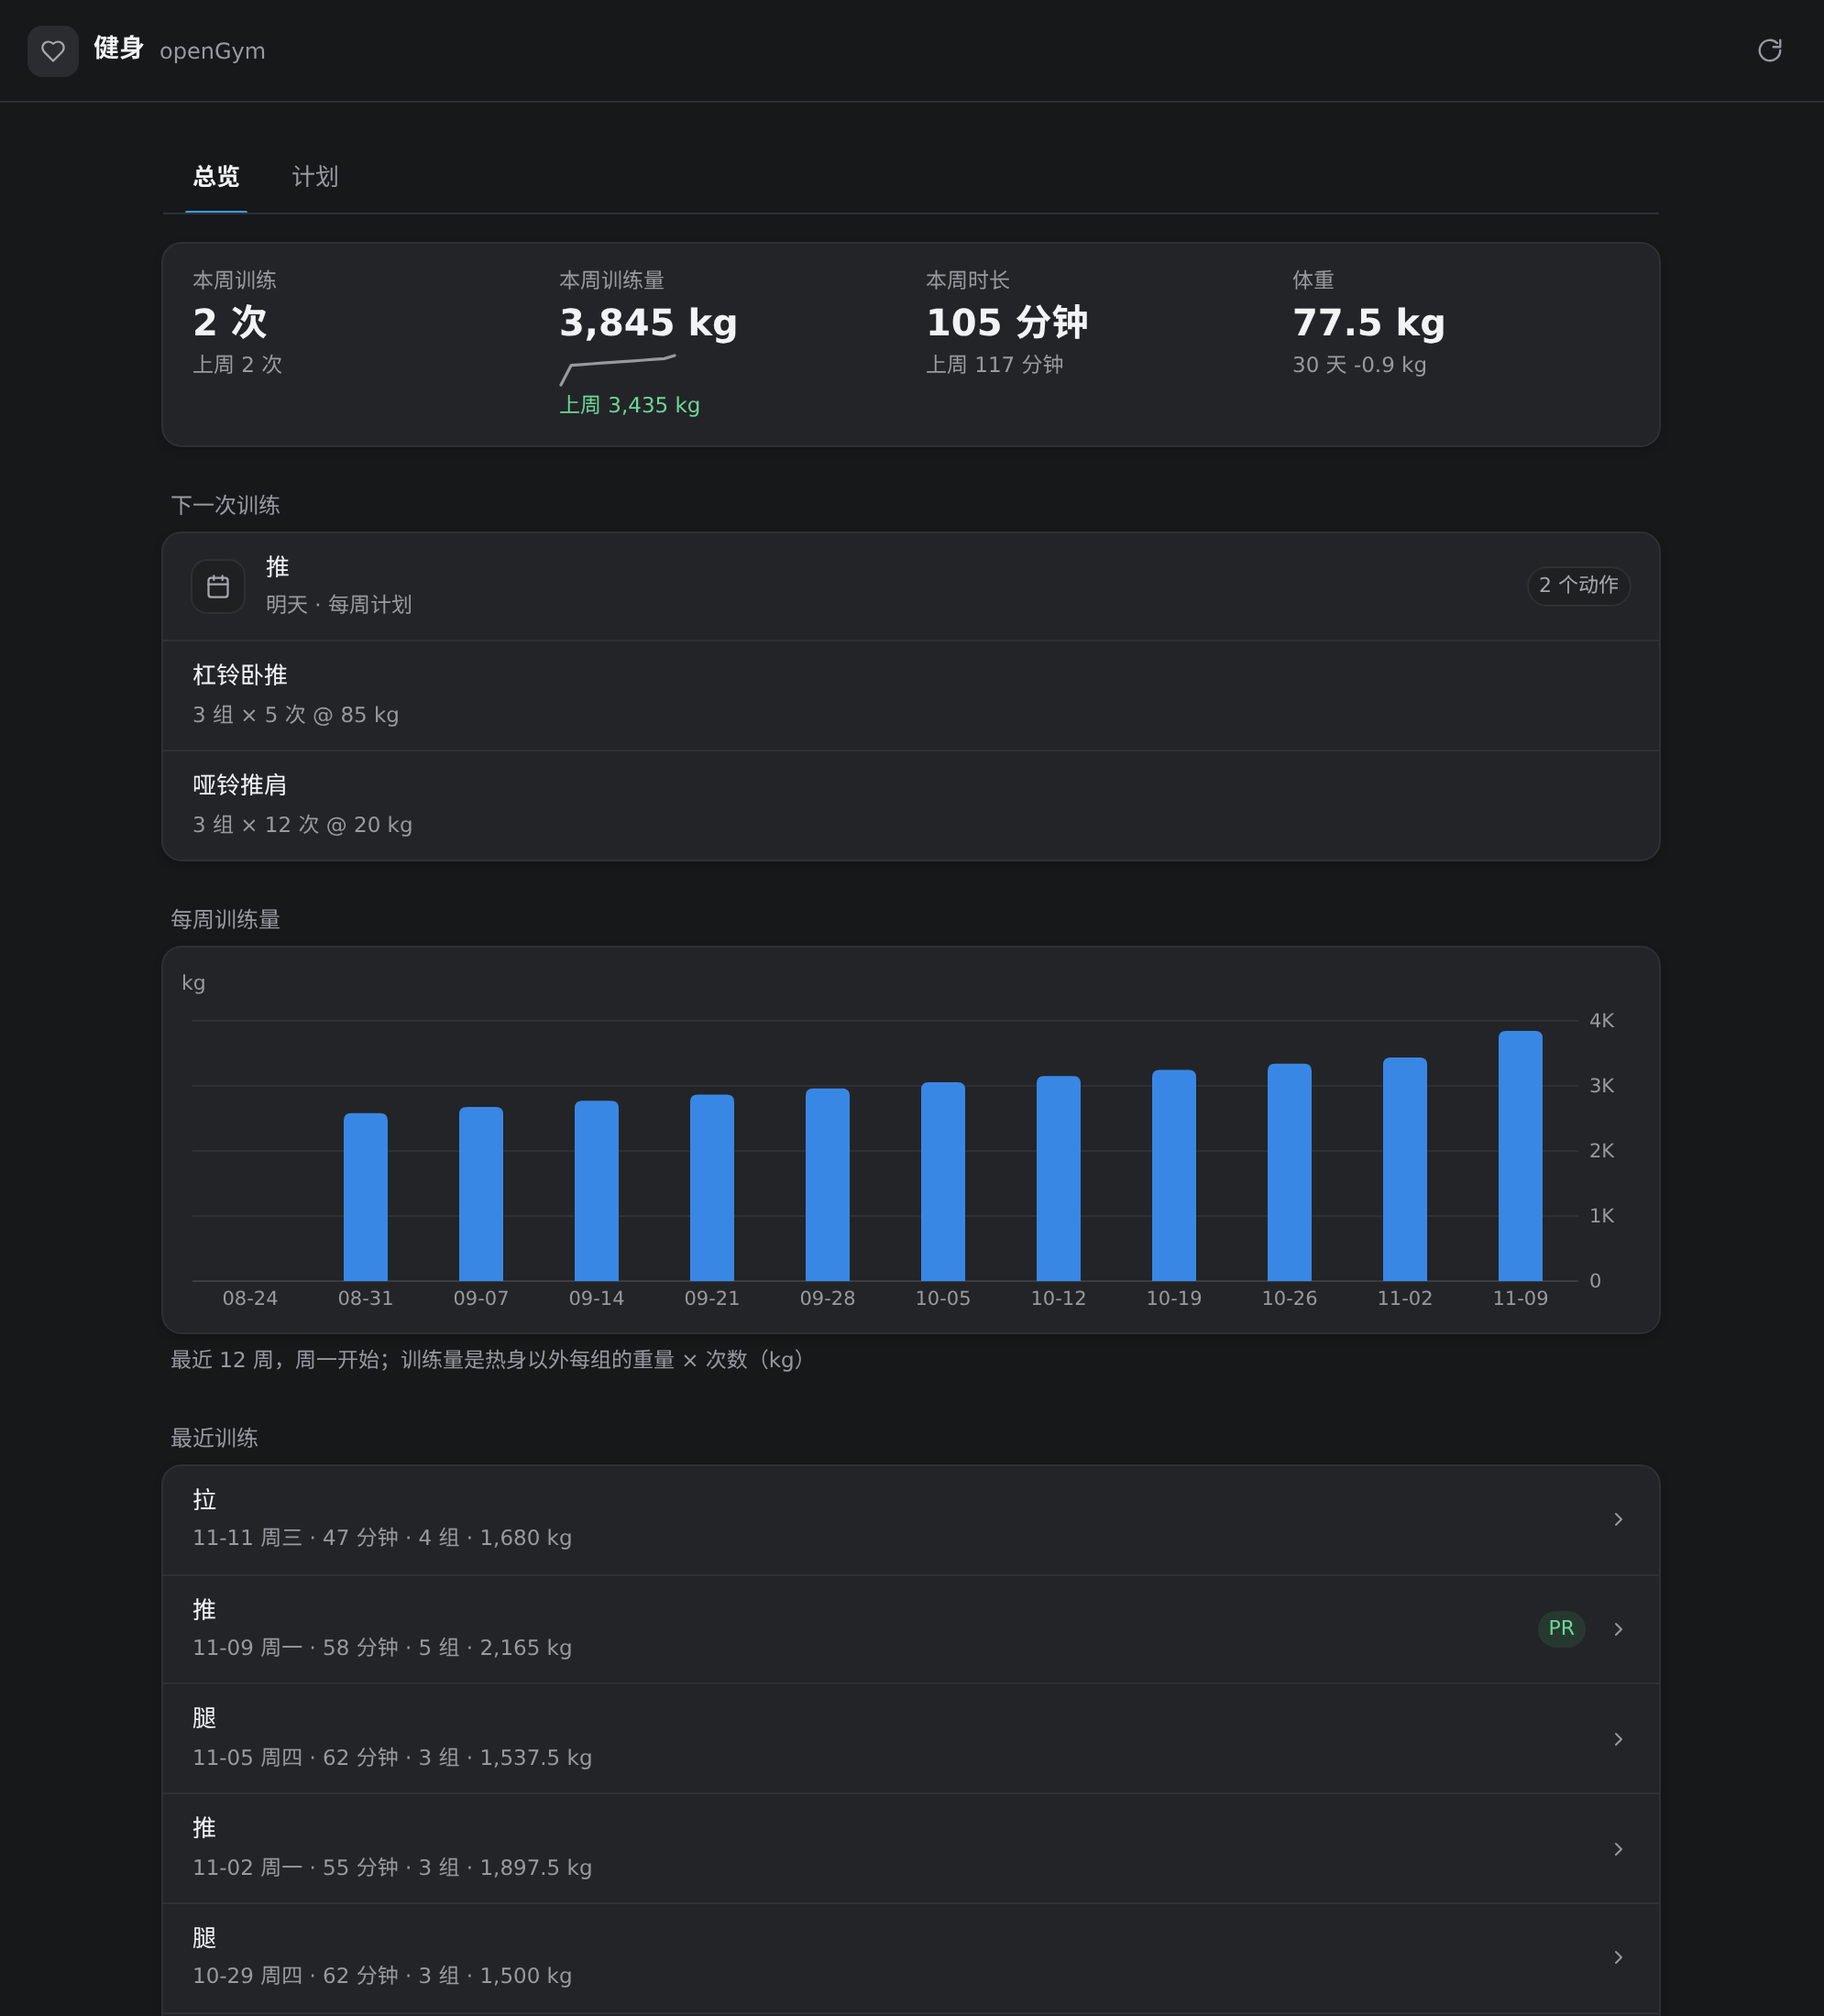 健身 openGym
总览 计划
本周训练 本周训练量 本周时长 体重
2 次 3,845 kg 105 分钟 77.5 kg
上周 2 次 上周 117 分钟 30 天 -0.9 kg
上周 3,435 kg
下一次训练
推
明天 · 每周计划
2 个动作
杠铃卧推
3 组 × 5 次 @ 85 kg
哑铃推肩
3 组 × 12 次 @ 20 kg
每周训练量
kg
4K
3K
2K
1K
0
08-24 08-31 09-07 09-14 09-21 09-28 10-05 10-12 10-19 10-26 11-02 11-09
最近 12 周，周一开始；训练量是热身以外每组的重量 × 次数（kg）
最近训练
拉
11-11 周三 · 47 分钟 · 4 组 · 1,680 kg
推
11-09 周一 · 58 分钟 · 5 组 · 2,165 kg
PR
腿
11-05 周四 · 62 分钟 · 3 组 · 1,537.5 kg
推
11-02 周一 · 55 分钟 · 3 组 · 1,897.5 kg
腿
10-29 周四 · 62 分钟 · 3 组 · 1,500 kg